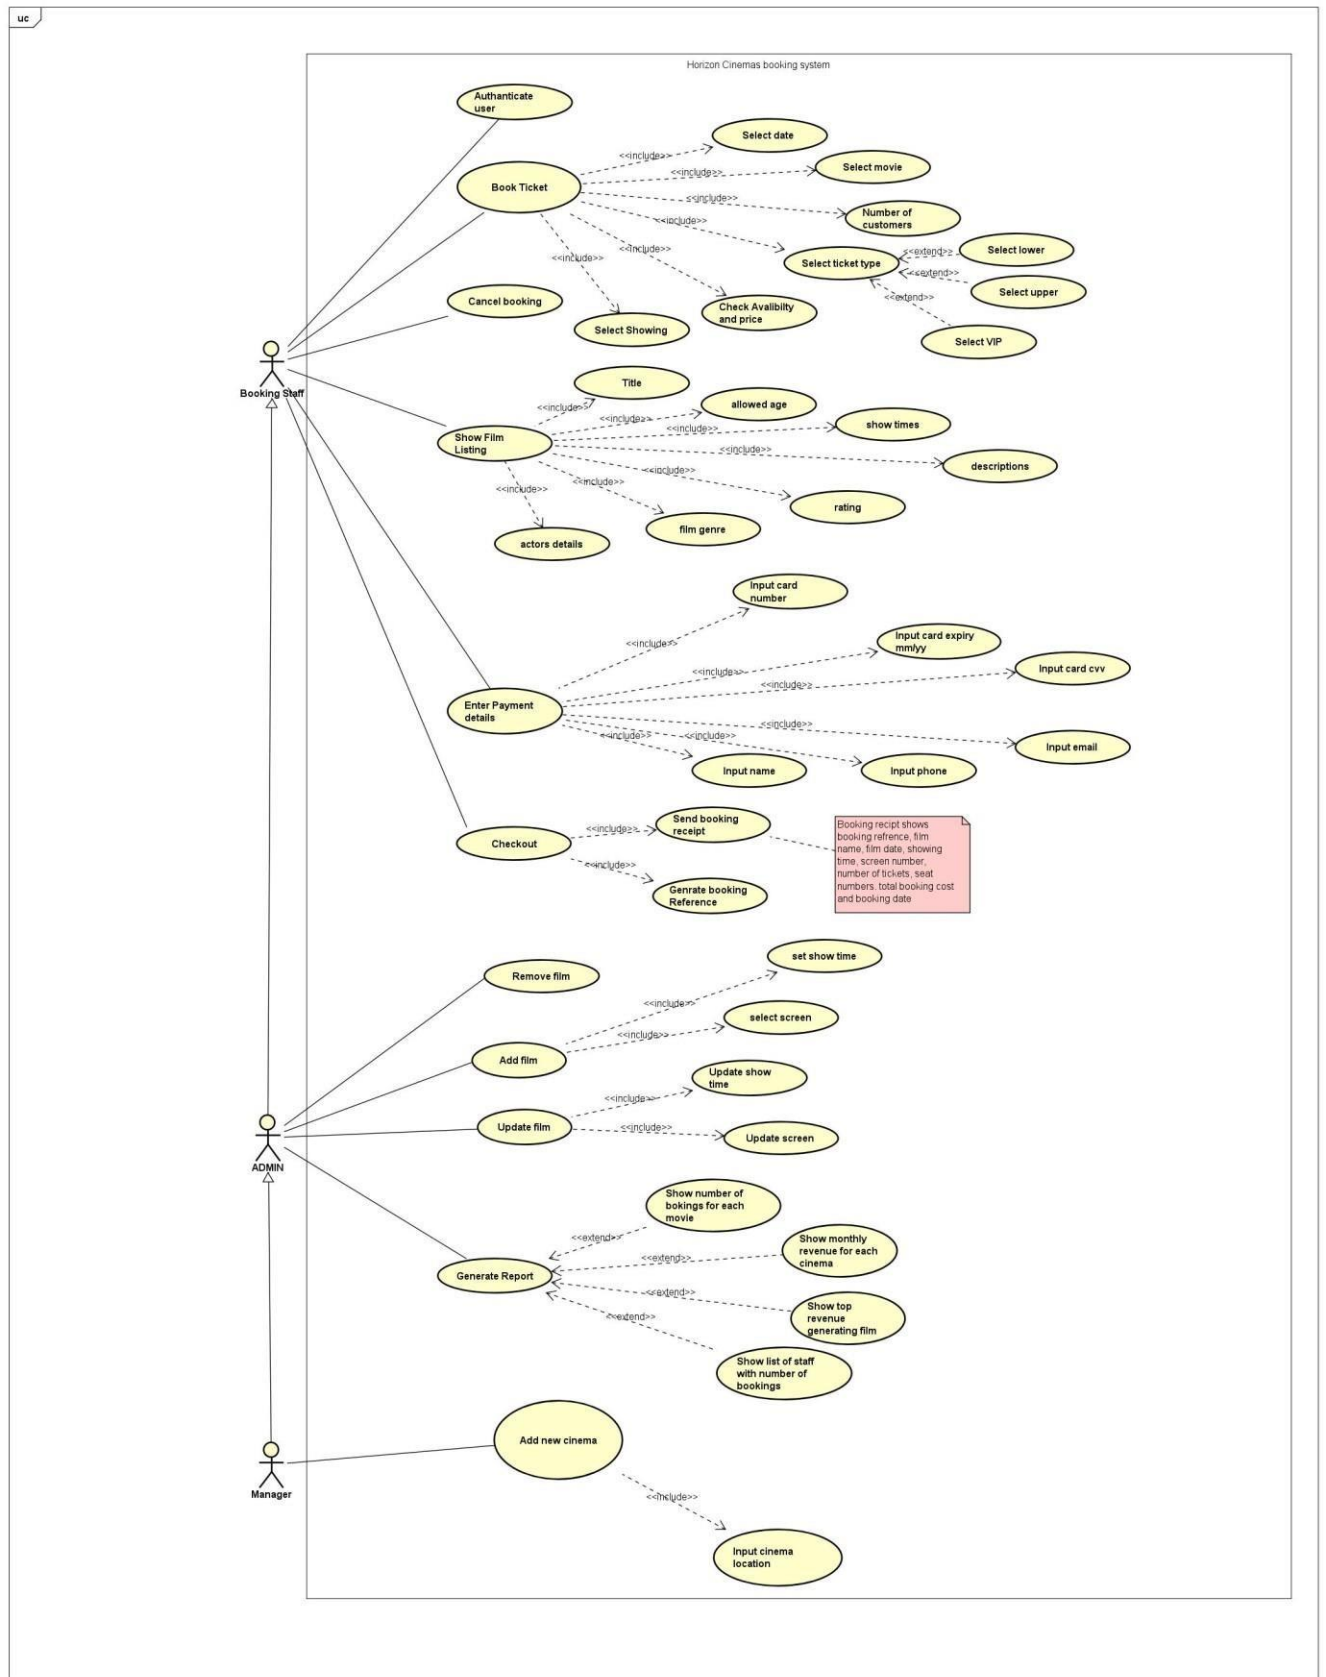 uc
Horizon Cinemas booking system
Authanticate
user
Select date
<<include>>
Select movie
<<include>>
Book Ticket
<<include>>
Number of
customers
<<include>>
Select lower
<<extend>>
<<include>>
<<include>>
Select ticket type
<<extend>>
Select upper
<<extend>>
Cancel booking
Check Avalibilty
and price
Select Showing
Select VIP
Booking Staff
Title
<<include>>
allowed age
<<include>>
show times
<<include>>
Show Film
Listing
<<include>>
descriptions
<<include>>
<<include>>
<<include>>
rating
film genre
actors details
Input card
number
<<include>>
Input card expiry
mm/yy
<<include>>
Input card cvv
<<include>>
Enter Payment
details
<<include>>
<<include>>
<<include>>
Input email
Input name
Input phone
Send booking
receipt
<<include>>
Checkout
<<include>>
Genrate booking
Reference
Booking recipt shows
booking refrence, film
name, film date, showing
time, screen number,
number of tickets, seat
numbers. total booking cost
and booking date
set show time
Remove film
<<include>>
select screen
<<include>>
Add film
Update show
time
<<include>>
Update film
<<include>>
Update screen
ADMIN
Show number of
bokings for each
movie
<<extend>>
Show monthly
revenue for each
cinema
<<extend>>
Generate Report
<<extend>>
Show top
revenue
generating film
<<extend>>
Show list of staff
with number of
bookings
Add new cinema
Manager
<<include>>
Input cinema
location